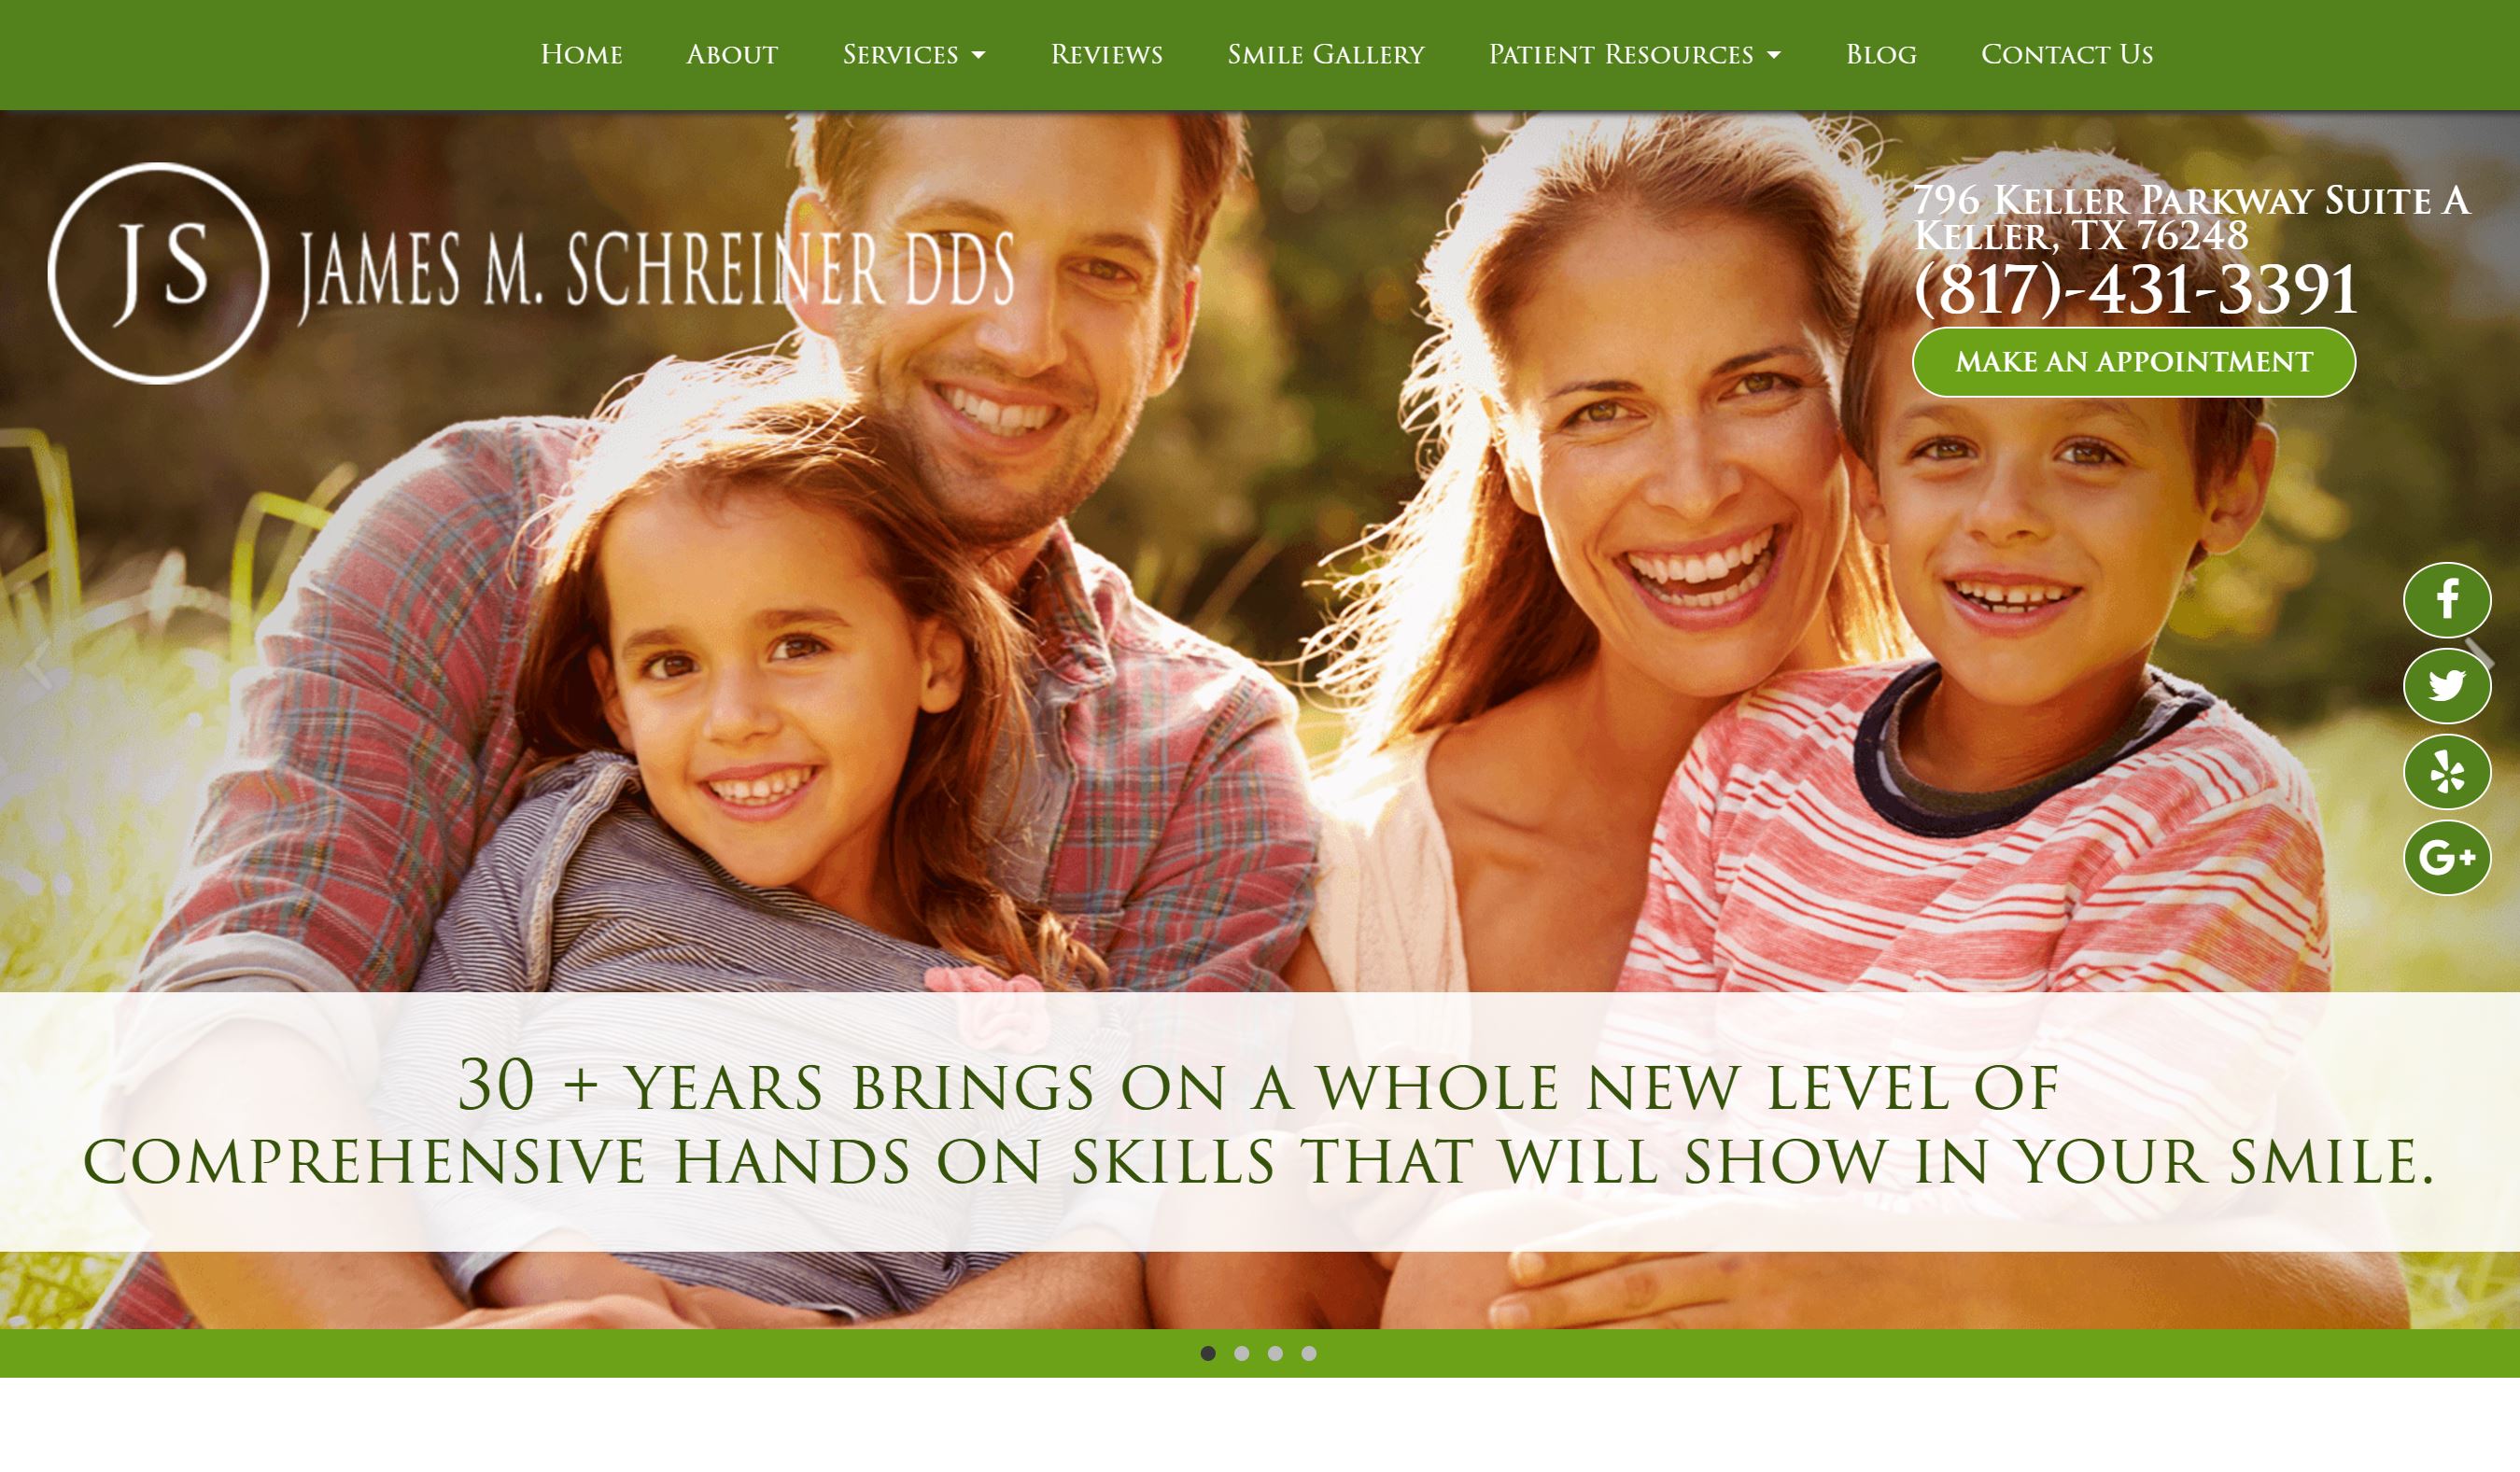 Home About Services Reviews Smile Gallery Patient Resources Blog Contact Us
JS JAMES M. SCHREINER DDS
796 Keller Parkway Suite A
Keller, TX 76248
(817)-431-3391
MAKE AN APPOINTMENT
G+
30 + YEARS BRINGS ON A WHOLE NEW LEVEL OF
COMPREHENSIVE HANDS ON SKILLS THAT WILL SHOW IN YOUR SMILE.